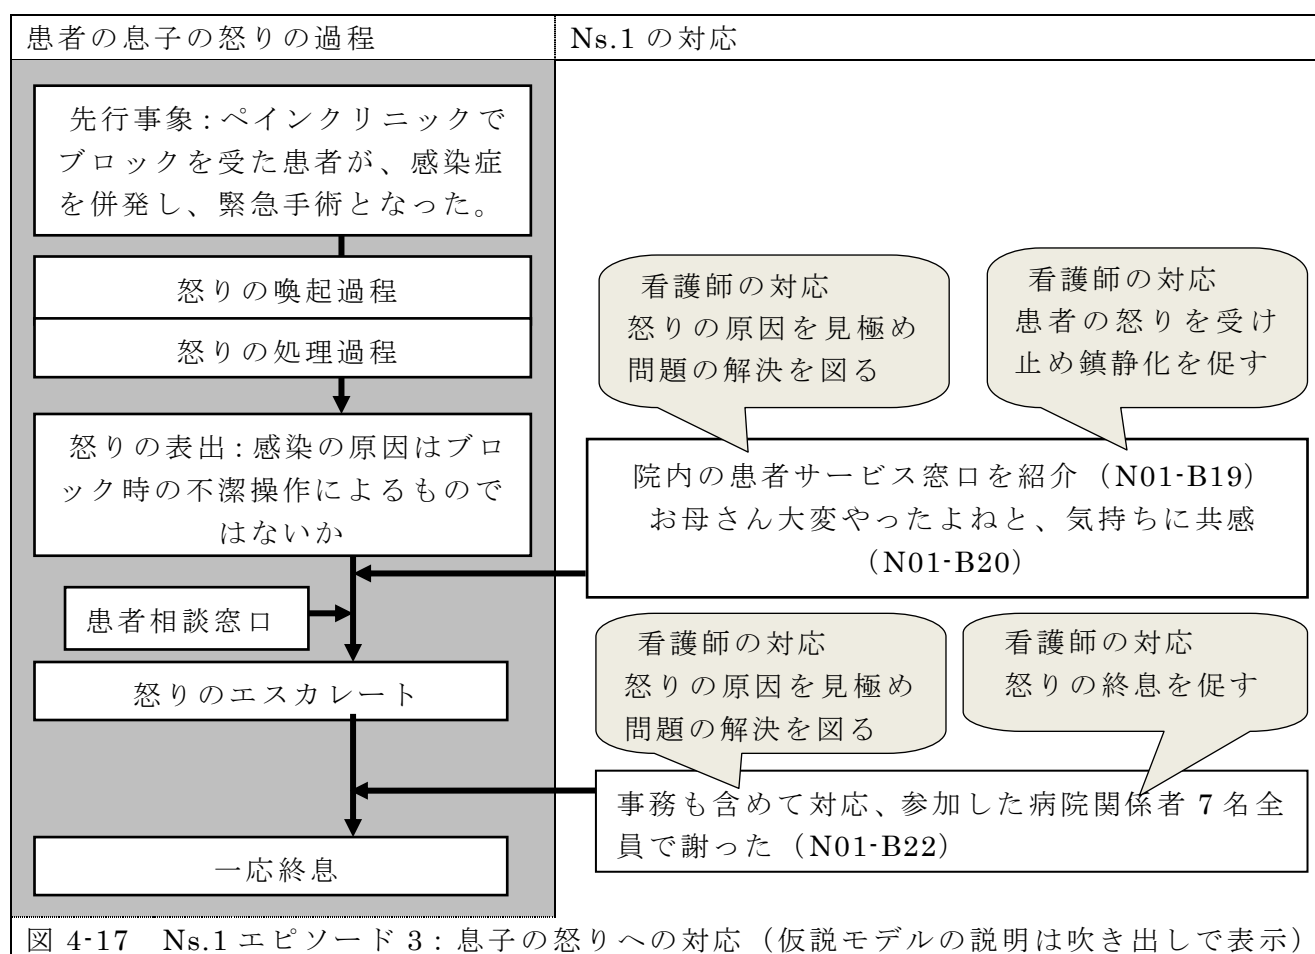 患者の息子の怒りの過程
Ns.1 の対応
先行事象：ペインクリニックで
ブロックを受た患者が、感染症
を併発し、緊急手術となった。
怒りの喚起過程
怒りの処理過程
怒りの表出：感染の原因はブロ
ック時の不潔操作によるもので
はないか
患者相談窓口
怒りのエスカレート
一応終息
看護師の対応
怒りの原因を見極め
問題の解決を図る
看護師の対応
患者の怒りを受け
止め鎮静化を促す
院内の患者サービス窓口を紹介（N01-B19）
お母さん大変やったよねと、気持ちに共感
（N01-B20）
看護師の対応
怒りの原因を見極め
問題の解決を図る
看護師の対応
怒りの終息を促す
事務も含めて対応、参加した病院関係者 7 名全
員で謝った（N01-B22）
図 4-17　Ns.1 エピソード 3：息子の怒りへの対応（仮説モデルの説明は吹き出しで表示）